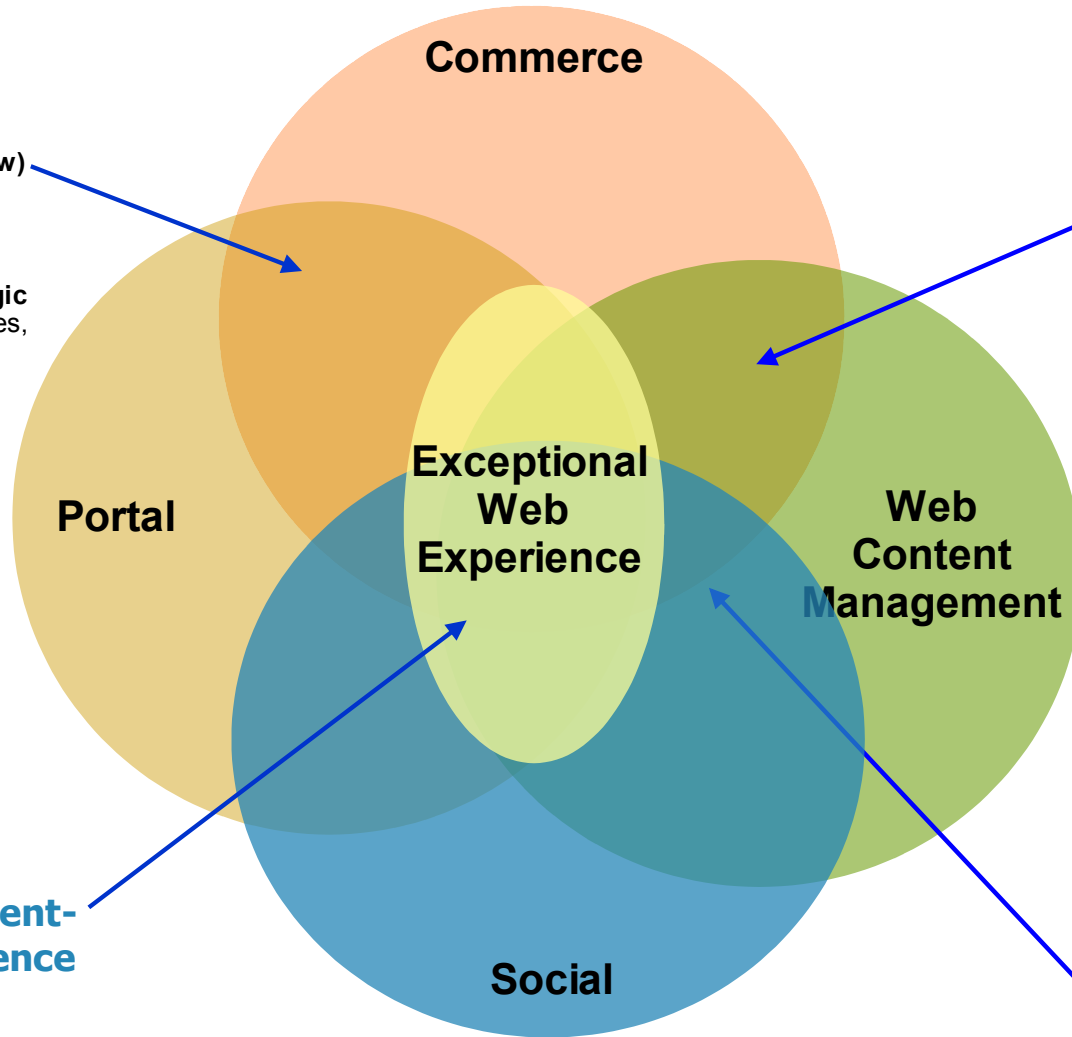 Commerce
w)
gic
es,
Exceptional
Web
Experience
Portal
Web
Content
Management
ent-
ence
Social